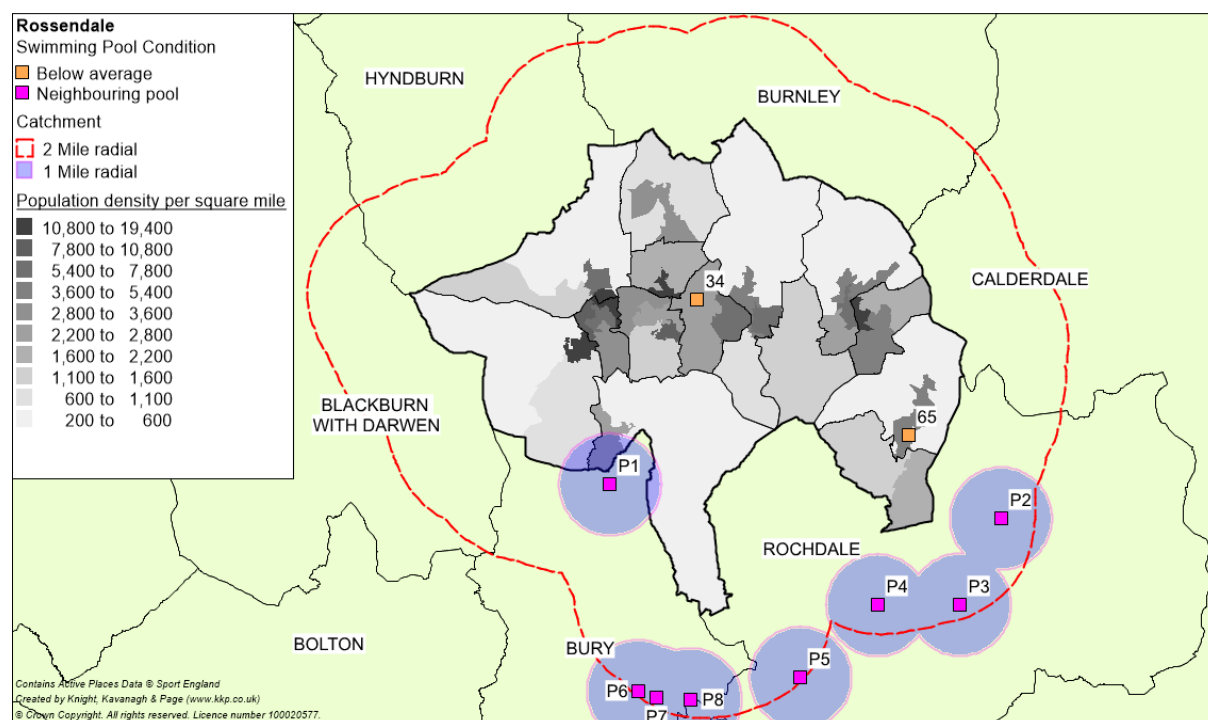 Rossendale
Swimming Pool Condition
Below average
Neighbouring pool
Catchment
2 Mile radial
1 Mile radial
Population density per square mile
10,800 to 19,400
7,800 to 10,800
5,400 to 7,800
3,600 to 5,400
2,800 to 3,600
2,200 to 2,800
1,600 to 2,200
1,100 to 1,600
600 to 1,100
200 to 600
HYNDBURN
BURNLEY
CALDERDALE
34
BLACKBURN
WITH DARWEN
65
P1
P2
ROCHDALE
P4
P3
BOLTON
BURY
P5
P6
P7
P8
Contains Active Places Data © Sport England
Created by Knight, Kavanagh & Page (www.kkp.co.uk)
© Crown Copyright. All rights reserved. Licence number 100020577.